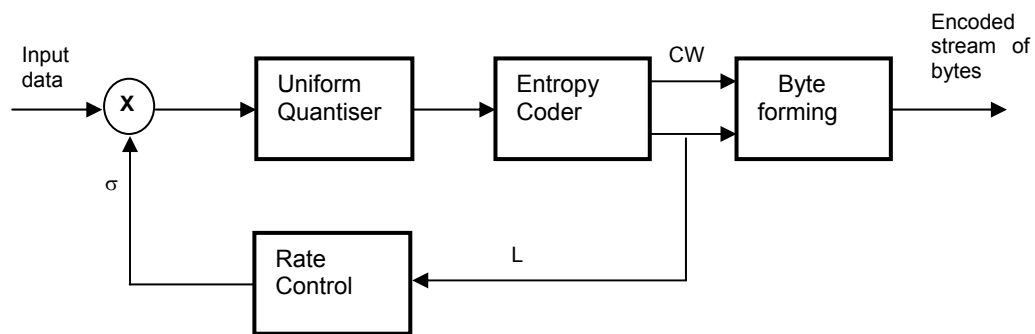 Input
data
X
σ
Uniform
Quantiser
Entropy
Coder
CW
Byte
forming
Encoded
stream of
bytes
L
Rate
Control